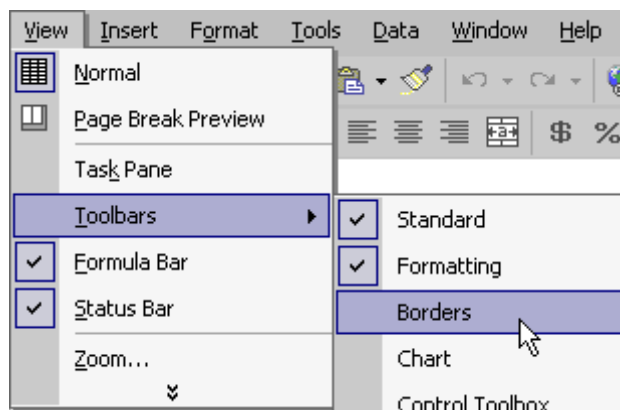 View Insert Format Tools Data Window Help
Normal
Page Break Preview
$ %
Task Pane
Toolbars
Standard
Formula Bar
Formatting
Status Bar
Borders
Zoom...
Chart
Control Toolbox